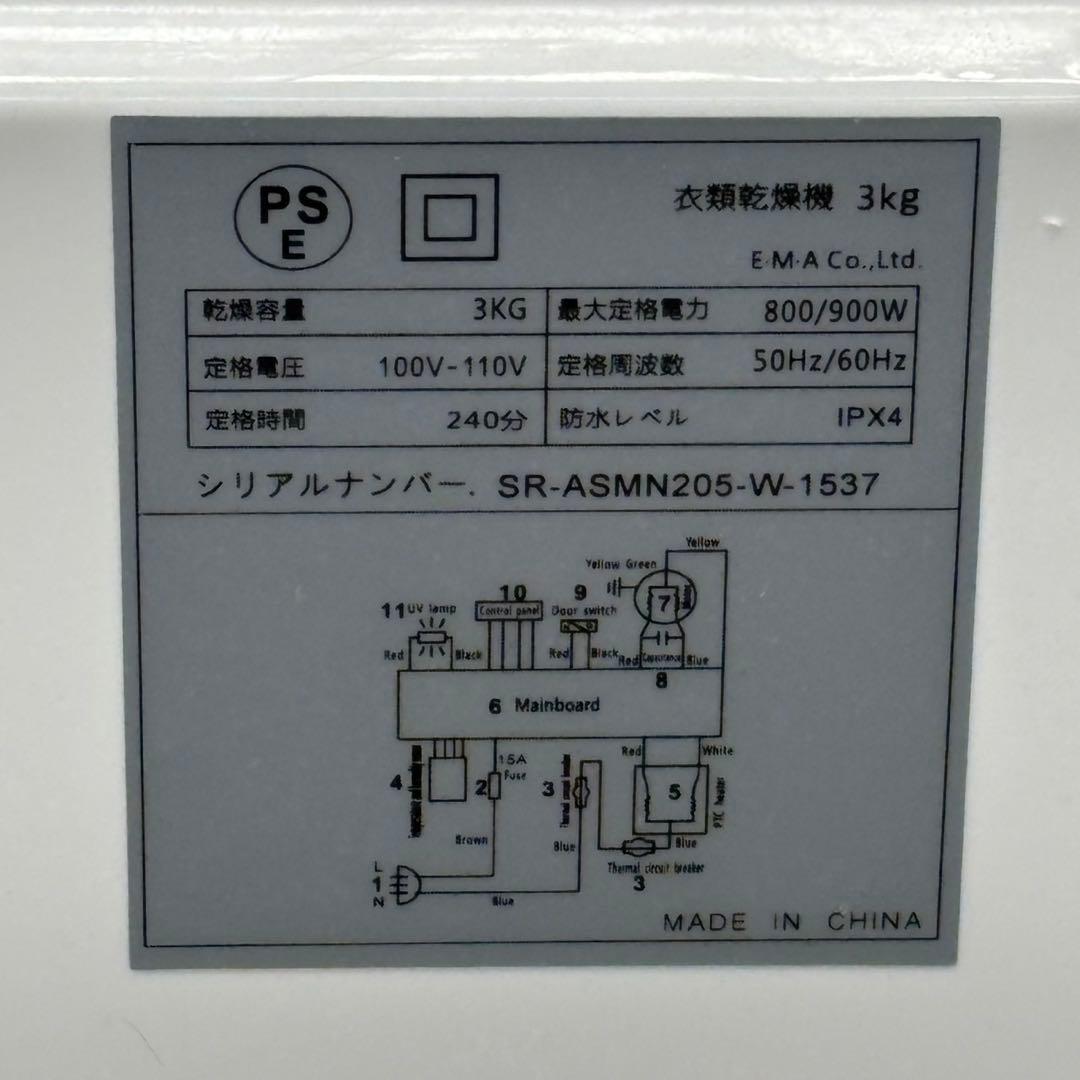 PS
E
衣類乾燥機 3kg
E·M·A Co.,Ltd.
乾燥容量 3KG 最大定格電力 800/900W
定格電圧 100V-110V 定格周波数 50Hz/60Hz
定格時間 240分 防水レベル IPX4
シリアルナンバー. SR-ASMN205-W-1537
Yellow
Yellow Green
7
11 UV lamp
10
Control panel
9
Door switch
Red Black
Red Black
Red Capacitance Blue
8
6 Mainboard
Red White
4
15A
Fuse
2
3
Thermal circuit breaker
5
PTC heater
Brown
Blue
Blue
Thermal circuit breaker
3
L
1
N
Blue
MADE IN CHINA